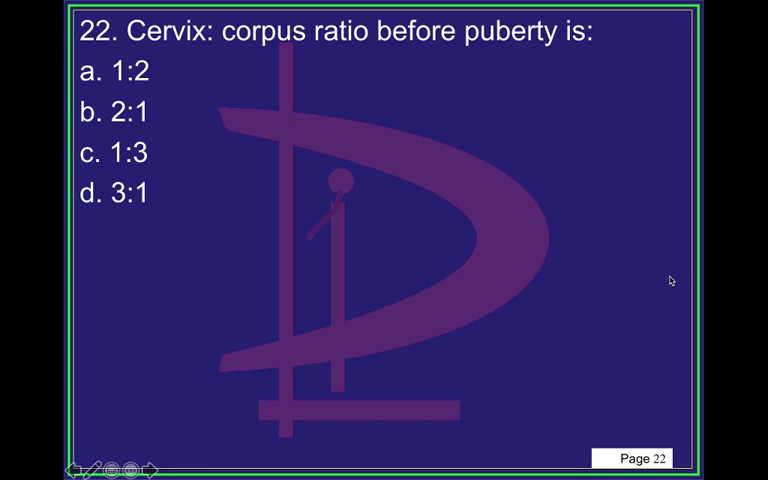 22. Cervix: corpus ratio before puberty is:
a. 1:2
b. 2:1
c. 1:3
d. 3:1
Page 22